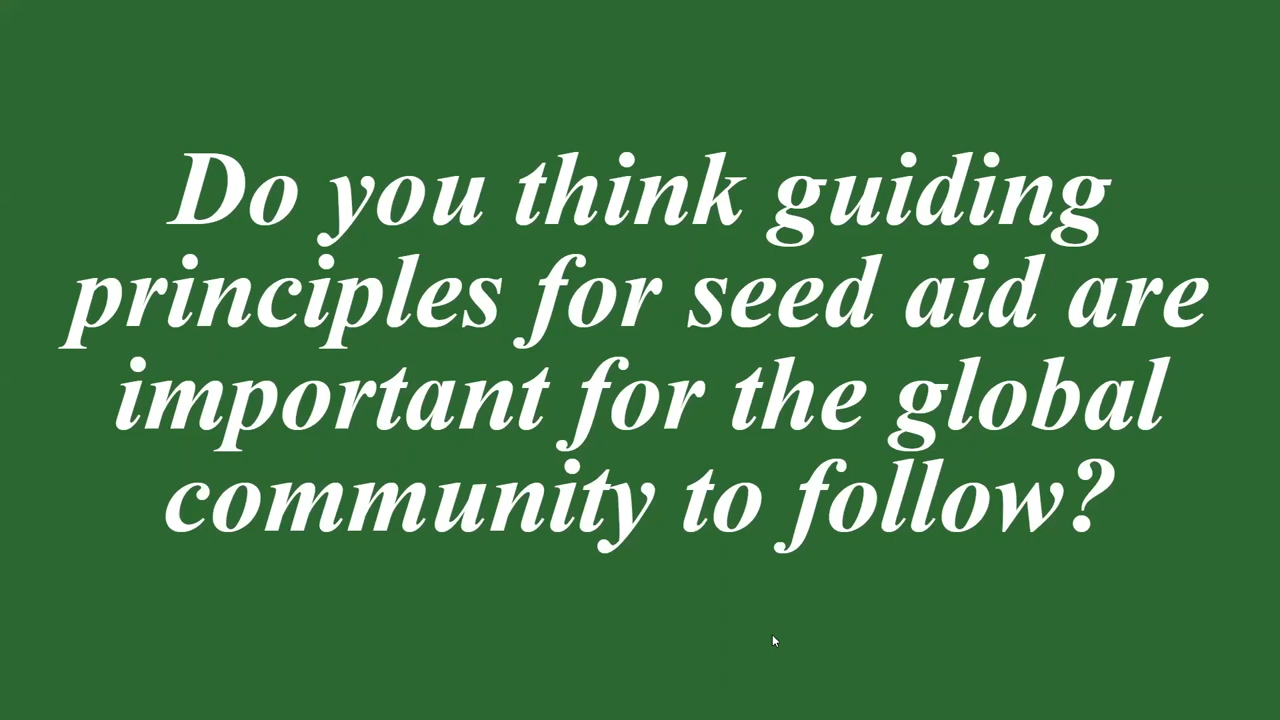 Do you think guiding
principles for seed aid are
important for the global
community to follow?